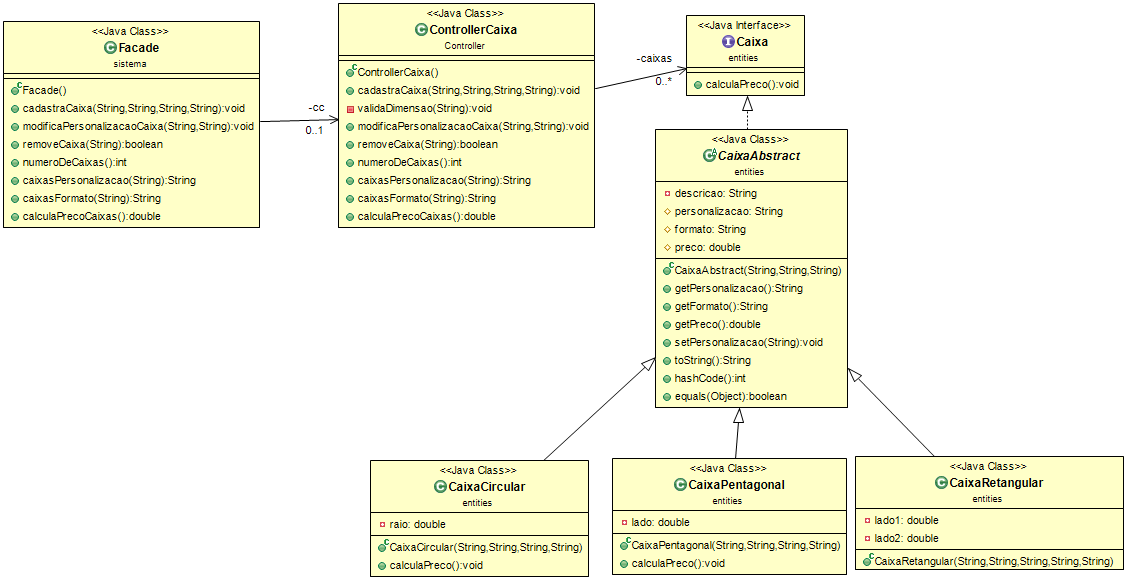 <<Java Class>>
Facade
sistema
Facade()
cadastraCaixa(String,String,String,String):void
modificaPersonalizacaoCaixa(String,String):void
removeCaixa(String):boolean
numeroDeCaixas():int
caixasPersonalizacao(String):String
caixasFormato(String):String
calculaPrecoCaixas():double
-cc
0..1
<<Java Class>>
ControllerCaixa
Controller
ControllerCaixa()
cadastraCaixa(String,String,String,String):void
validaDimensao(String):void
modificaPersonalizacaoCaixa(String,String):void
removeCaixa(String):boolean
numeroDeCaixas():int
caixasPersonalizacao(String):String
caixasFormato(String):String
calculaPrecoCaixas():double
-caixas
0..*
<<Java Interface>>
Caixa
entities
calculaPreco():void
<<Java Class>>
CaixaAbstract
entities
descricao: String
personalizacao: String
formato: String
preco: double
CaixaAbstract(String,String,String)
getPersonalizacao():String
getFormato():String
getPreco():double
setPersonalizacao(String):void
toString():String
hashCode():int
equals(Object):boolean
<<Java Class>>
CaixaCircular
entities
raio: double
CaixaCircular(String,String,String,String)
calculaPreco():void
<<Java Class>>
CaixaPentagonal
entities
lado: double
CaixaPentagonal(String,String,String,String)
calculaPreco():void
<<Java Class>>
CaixaRetangular
entities
lado1: double
lado2: double
CaixaRetangular(String,String,String,String,String)